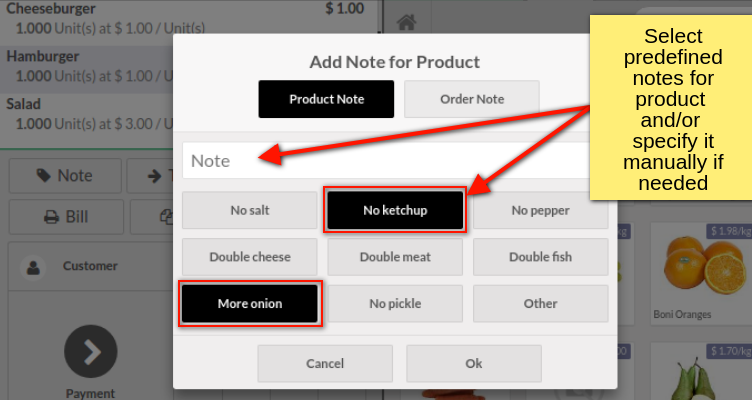 Cheeseburger $ 1.00
1.000 Unit(s) at $ 1.00 / Unit(s)
Hamburger
1.000 Unit(s) at $ 1.00 / U
Salad
1.000 Unit(s) at $ 3.00 / U
Note
Bill
Customer
Payment
Add Note for Product
Product Note Order Note
Note
No salt No ketchup No pepper
Double cheese Double meat Double fish
More onion No pickle Other
Cancel Ok
Select
predefined
notes for
product
and/or
specify it
manually if
needed
$ 1.98/kg
Boni Oranges
$ 1.70/kg